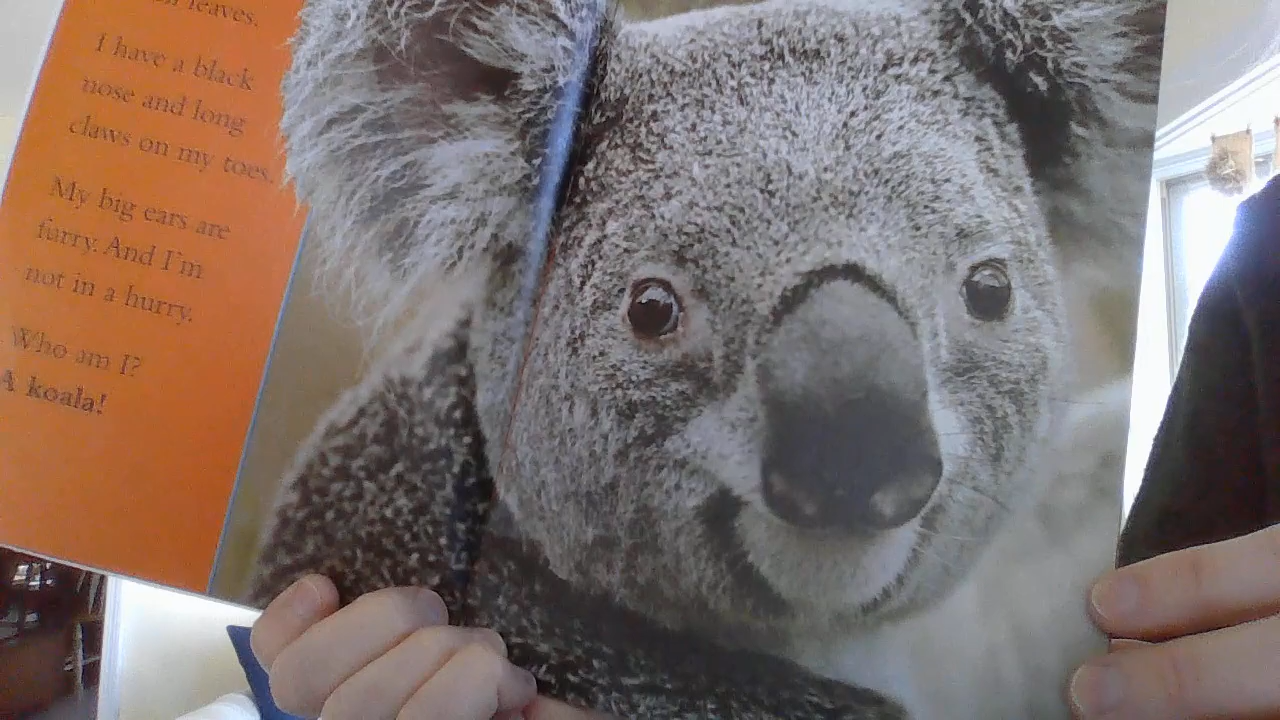 leaves.
I have a black
nose and long
claws on my toes.
My big ears are
furry. And I'm
not in a hurry.
Who am I?
A koala!